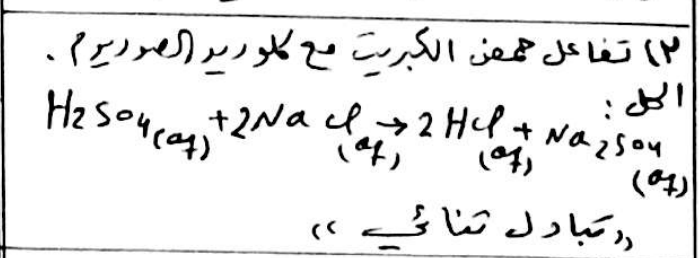 ٢) تفاعل حمض الكبريت مع كلوريد الصوديوم.
الحل:
H2SO4(aq) + 2NaCl(aq) → 2HCl(aq) + Na2SO4(aq)
,, تبادل ثنائي ,,